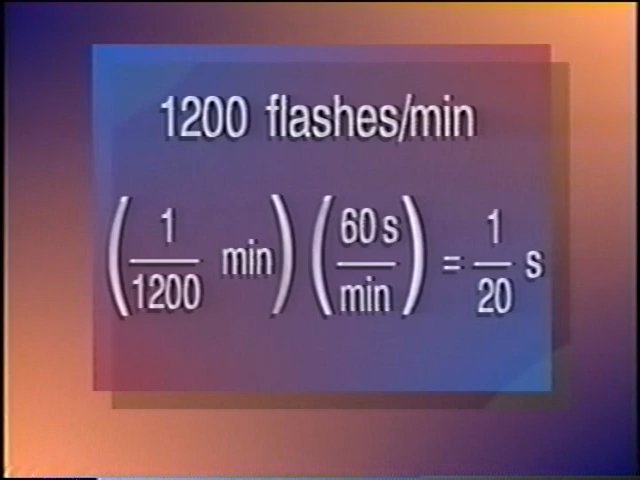 1200 flashes/min
(1/1200 min) (60 s/min) = 1/20 s